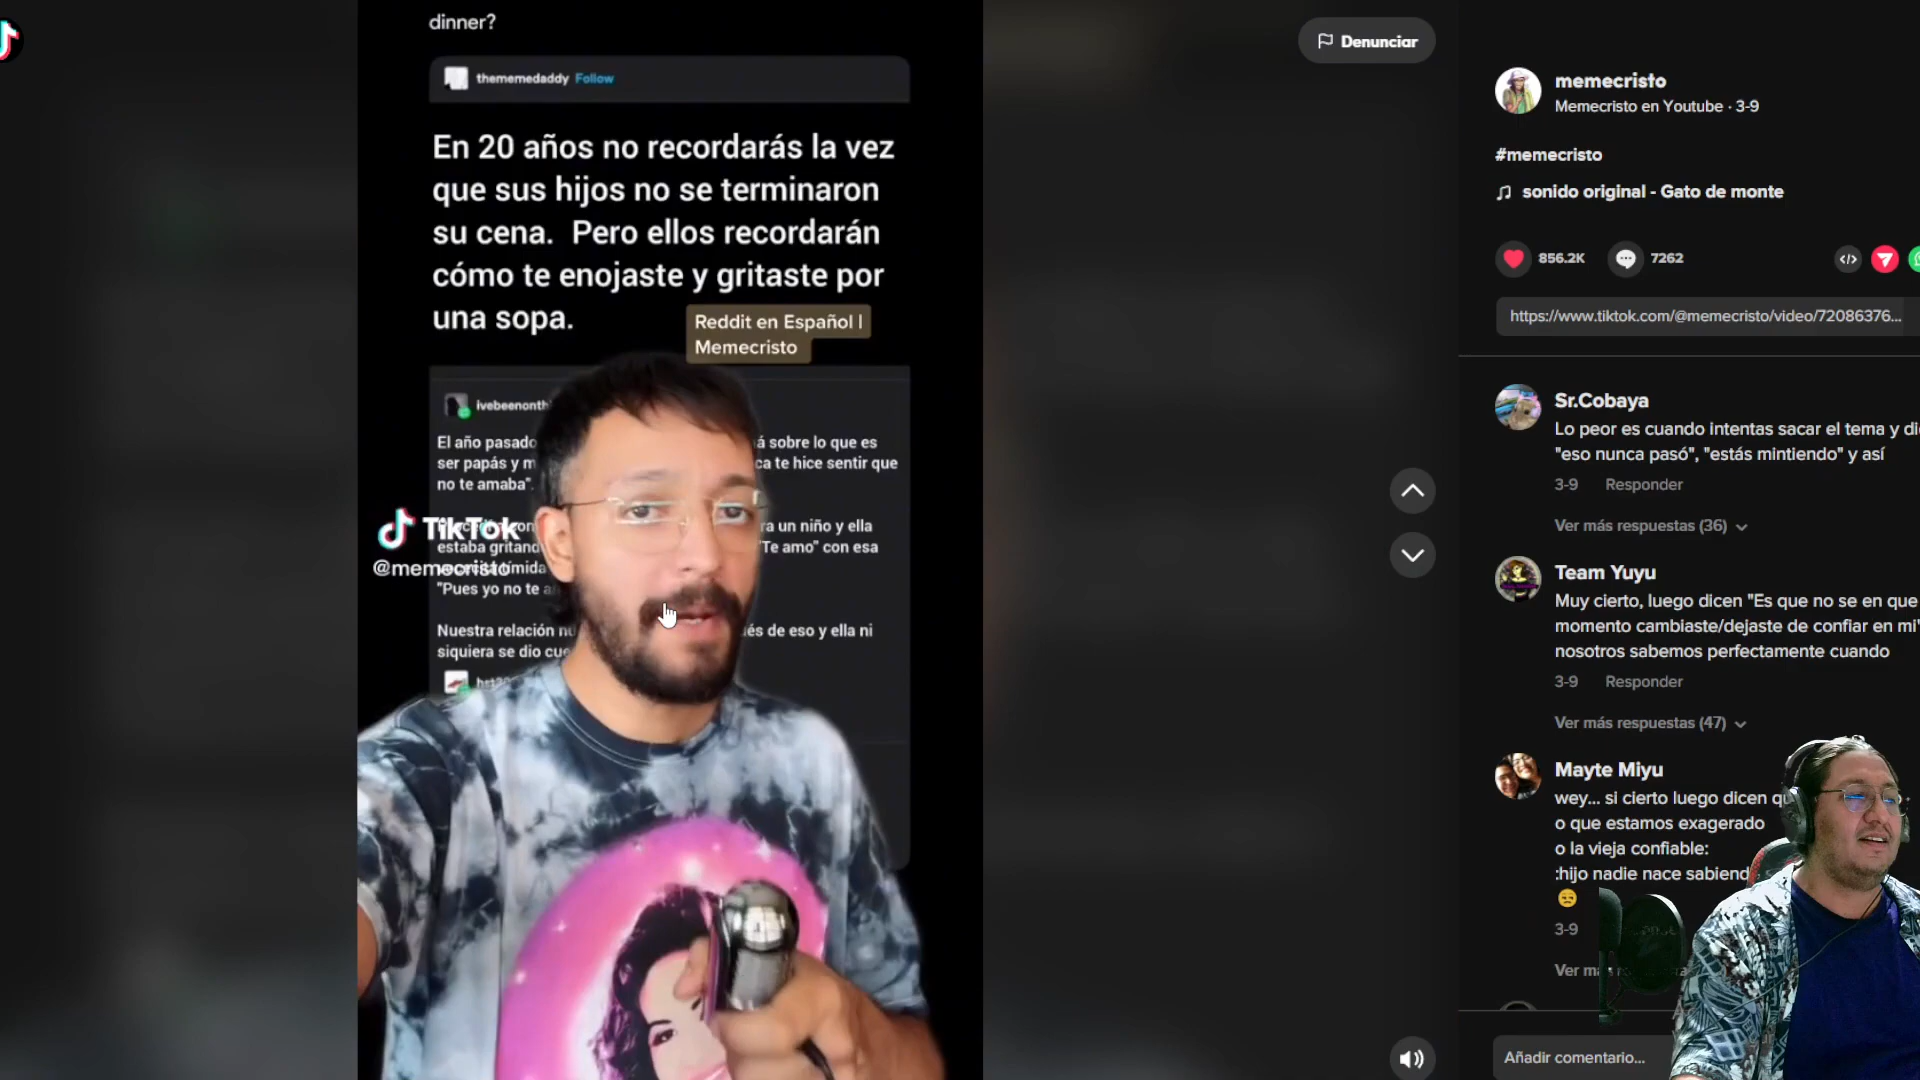 dinner?
thememedaddy Follow
En 20 años no recordarás la vez
que sus hijos no se terminaron
su cena. Pero ellos recordarán
cómo te enojaste y gritaste por
una sopa.
Reddit en Español |
Memecristo
El año pasado á sobre lo que es
ser papás y m ca te hice sentir que
no te amaba".
ra un niño y ella
estaba gritando "Te amo" con esa
"Pues yo no te a
Nuestra relación nu és de eso y ella ni
siquiera se dio cue
TikTok
@memecristo
Denunciar
memecristo
Memecristo en Youtube · 3-9
#memecristo
sonido original - Gato de monte
856.2K
7262
https://www.tiktok.com/@memecristo/video/72086376...
Sr.Cobaya
Lo peor es cuando intentas sacar el tema y di
"eso nunca pasó", "estás mintiendo" y así
3-9 Responder
Ver más respuestas (36)
Team Yuyu
Muy cierto, luego dicen "Es que no se en que
momento cambiaste/dejaste de confiar en mi"
nosotros sabemos perfectamente cuando
3-9 Responder
Ver más respuestas (47)
Mayte Miyu
wey... si cierto luego dicen qu
o que estamos exagerado
o la vieja confiable:
:hijo nadie nace sabiend
3-9
Ver m
Añadir comentario...